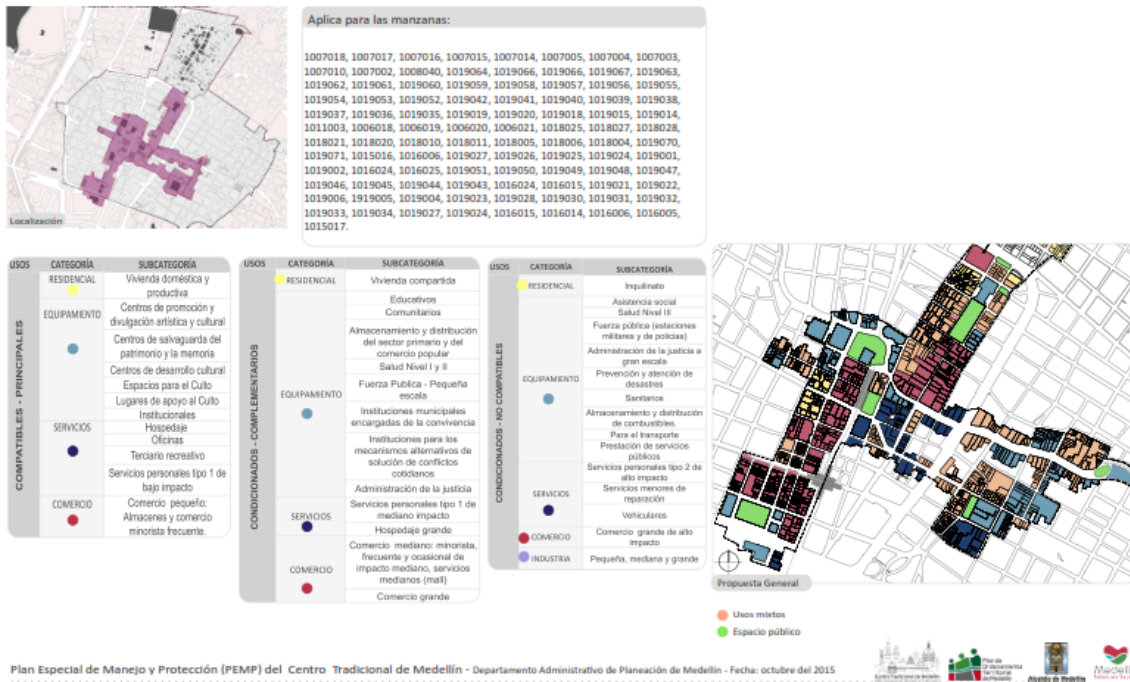 Aplica para las manzanas:
1007018, 1007017, 1007016, 1007015, 1007014, 1007005, 1007004, 1007003,
1007010, 1007002, 1008040, 1019064, 1019066, 1019066, 1019067, 1019063,
1019062, 1019061, 1019060, 1019059, 1019058, 1019057, 1019056, 1019055,
1019054, 1019053, 1019052, 1019042, 1019041, 1019040, 1019039, 1019038,
1019037, 1019036, 1019035, 1019019, 1019020, 1019018, 1019015, 1019014,
1011003, 1006018, 1006019, 1006020, 1006021, 1018025, 1018027, 1018028,
1018021, 1018020, 1018010, 1018011, 1018005, 1018006, 1018004, 1019070,
1019071, 1015016, 1016006, 1019027, 1019026, 1019025, 1019024, 1019001,
1019002, 1016024, 1016025, 1019051, 1019050, 1019049, 1019048, 1019047,
1019046, 1019045, 1019044, 1019043, 1016024, 1016015, 1019021, 1019022,
1019006, 1919005, 1019004, 1019023, 1019028, 1019030, 1019031, 1019032,
1019033, 1019034, 1019027, 1019024, 1016015, 1016014, 1016006, 1016005,
1015017.
Localización
USOS CATEGORÍA SUBCATEGORÍA
COMPATIBLES - PRINCIPALES
RESIDENCIAL
Vivienda doméstica y
productiva
EQUIPAMIENTO
Centros de promoción y
divulgación artística y cultural
Centros de salvaguarda del
patrimonio y la memoria
Centros de desarrollo cultural
Espacios para el Culto
Lugares de apoyo al Culto
Institucionales
SERVICIOS
Hospedaje
Oficinas
Terciario recreativo
Servicios personales tipo 1 de
bajo impacto
COMERCIO
Comercio pequeño:
Almacenes y comercio
minorista frecuente.
USOS CATEGORÍA SUBCATEGORÍA
CONDICIONADOS - COMPLEMENTARIOS
RESIDENCIAL
Vivienda compartida
EQUIPAMIENTO
Educativos
Comunitarios
Almacenamiento y distribución
del sector primario y del
comercio popular
Salud Nivel I y II
Fuerza Publica - Pequeña
escala
Instituciones municipales
encargadas de la convivencia
Instituciones para los
mecanismos alternativos de
solución de conflictos
cotidianos
Administración de la justicia
SERVICIOS
Servicios personales tipo 1 de
mediano impacto
Hospedaje grande
COMERCIO
Comercio mediano: minorista,
frecuente y ocasional de
impacto mediano, servicios
medianos (mall)
Comercio grande
USOS CATEGORÍA SUBCATEGORÍA
CONDICIONADOS - NO COMPATIBLES
RESIDENCIAL
Inquilinato
EQUIPAMIENTO
Asistencia social
Salud Nivel III
Fuerza pública (estaciones
militares y de policías)
Administración de la justicia a
gran escala
Prevención y atención de
desastres
Sanitarios
Almacenamiento y distribución
de combustibles.
Para el transporte
Prestación de servicios
públicos
SERVICIOS
Servicios personales tipo 2 de
alto impacto
Servicios menores de
reparación
Vehiculares
COMERCIO
Comercio grande de alto
impacto
INDUSTRIA
Pequeña, mediana y grande
Propuesta General
Usos mixtos
Espacio público
Plan Especial de Manejo y Protección (PEMP) del Centro Tradicional de Medellín - Departamento Administrativo de Planeación de Medellín - Fecha: octubre del 2015
Centro Tradicional de Medellín
Plan de
Ordenamiento
Territorial
de Medellín
Alcaldía de Medellín
Medellín